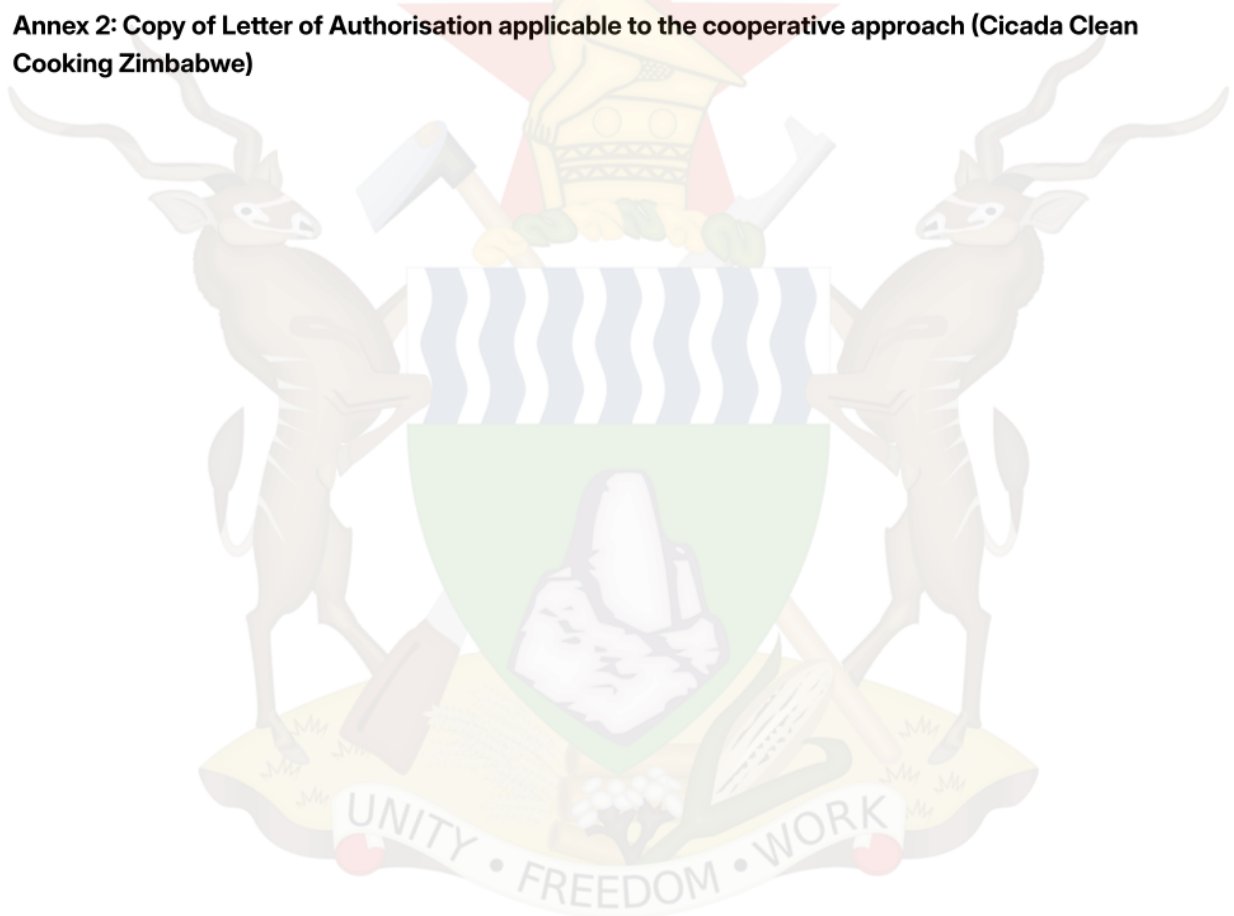 Annex 2: Copy of Letter of Authorisation applicable to the cooperative approach (Cicada Clean
Cooking Zimbabwe)
UNITY • FREEDOM • WORK